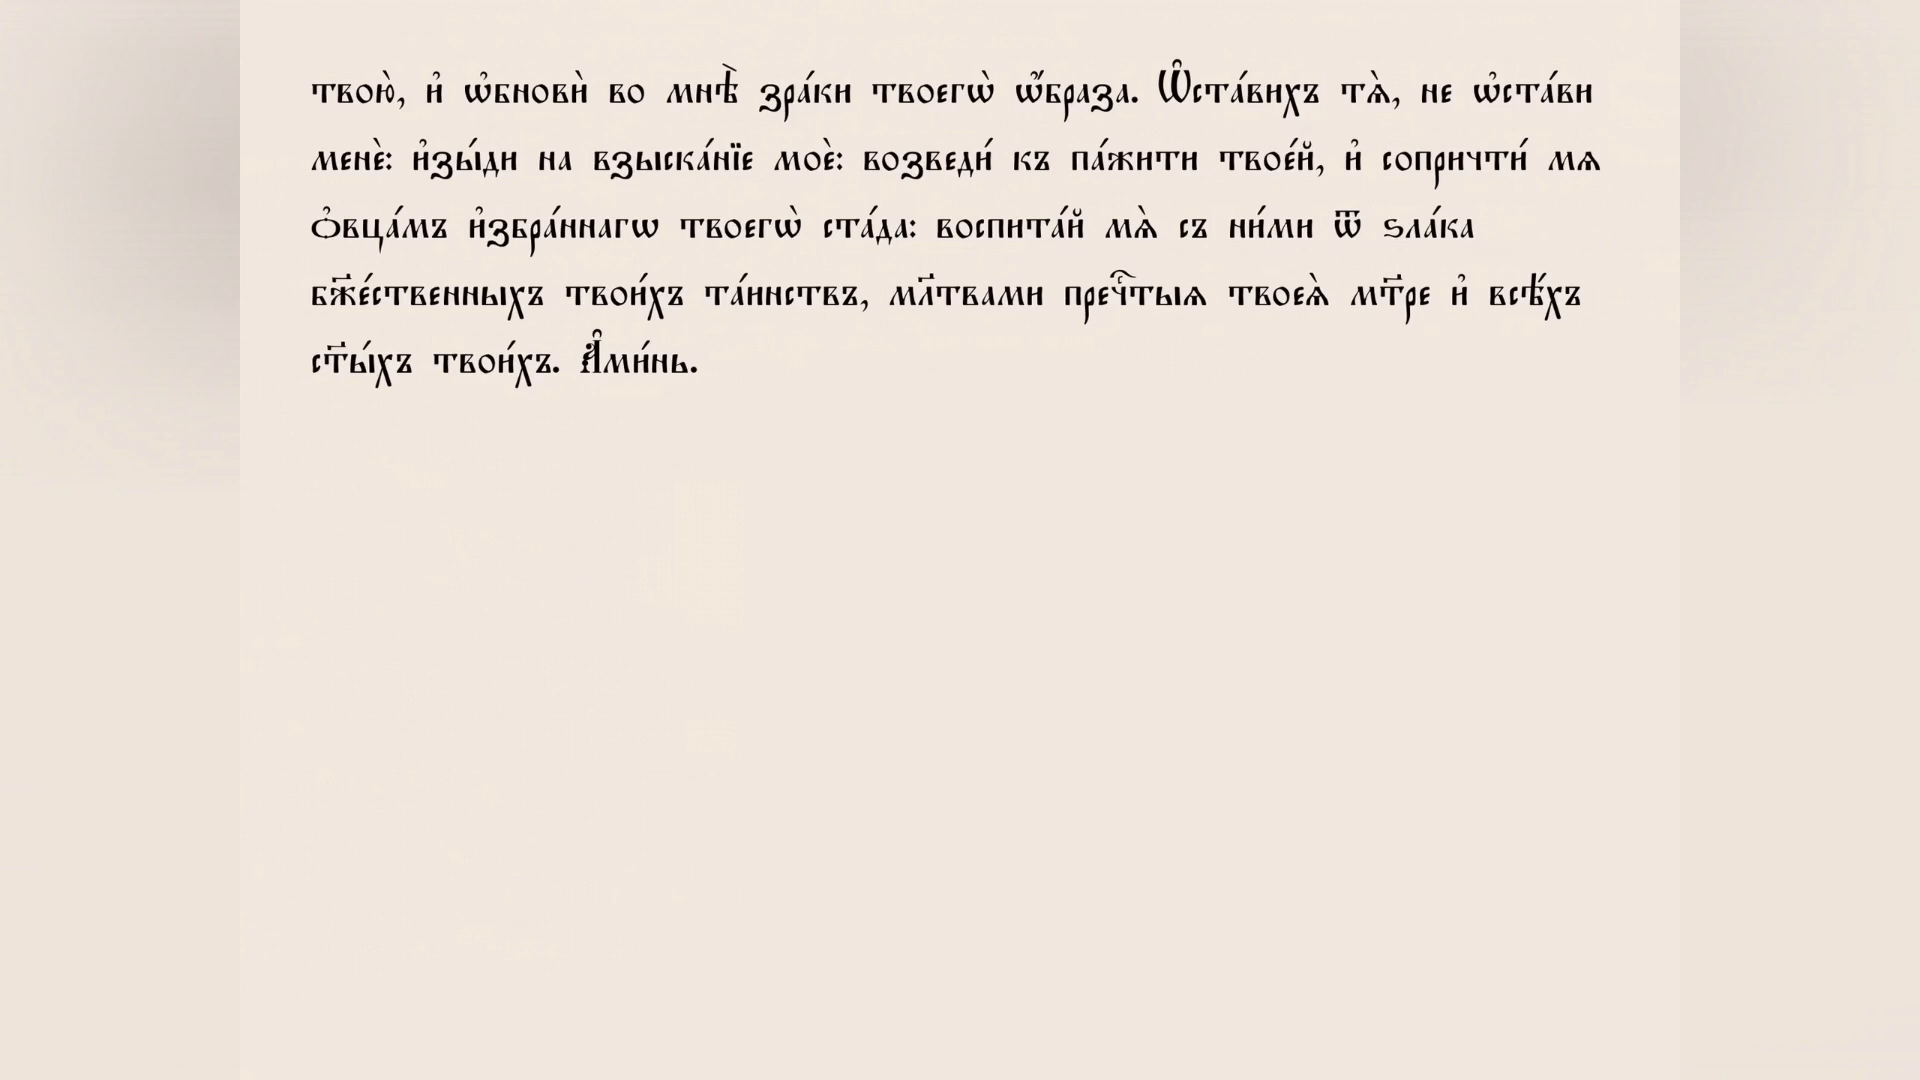 твою̀, и҆ ѡ҆бновѝ во мнѣ̀ зра́ки твоегѡ̀ ѡ҆́браза. Ѡ҆ста́вихъ тѧ̀, не ѡ҆ста́ви
менѐ: и҆зы́ди на взыска́нїе моѐ: возведи́ къ па́жити твое́й, и҆ сопричти́ мѧ
ѻ҆вца́мъ и҆збра́ннагѡ твоегѡ̀ ста́да: воспита́й мѧ̀ съ ни́ми ѿ ѕла́ка
бж҃е́ственныхъ твои́хъ та́инствъ, мл҃твами пречⷭ҇тыѧ твоеѧ̀ мт҃ре и҆ всѣ́хъ
ст҃ы́хъ твои́хъ. А҆ми́нь.